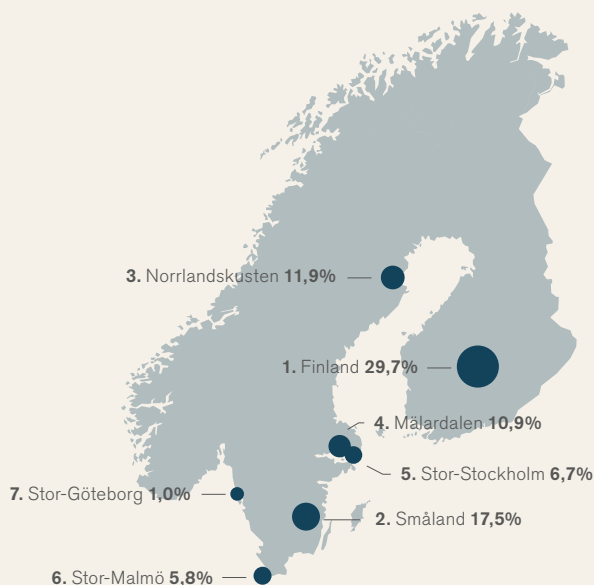 3. Norrlandskusten 11,9%
1. Finland 29,7%
4. Mälardalen 10,9%
5. Stor-Stockholm 6,7%
7. Stor-Göteborg 1,0%
2. Småland 17,5%
6. Stor-Malmö 5,8%